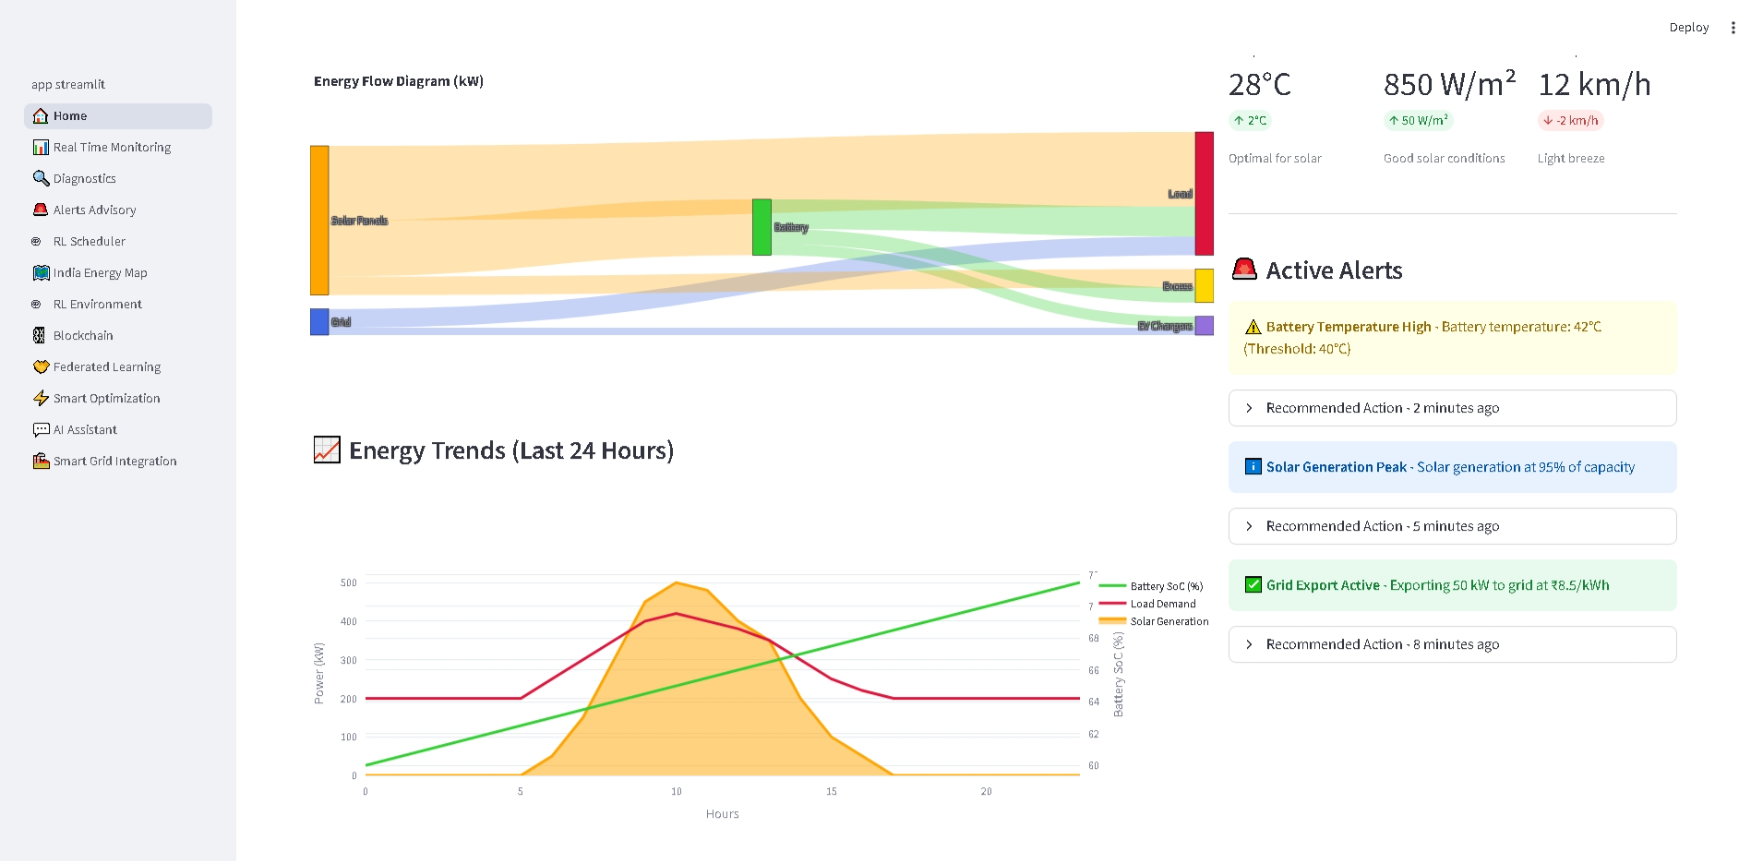 Deploy
app streamlit
Home
Real Time Monitoring
Diagnostics
Alerts Advisory
RL Scheduler
India Energy Map
RL Environment
Blockchain
Federated Learning
Smart Optimization
AI Assistant
Smart Grid Integration
Energy Flow Diagram (kW)
Solar Panels
Grid
Battery
Load
Excess
EV Chargers
📈 Energy Trends (Last 24 Hours)
500
400
300
200
100
0
Power (kW)
0 5 10 15 20
Hours
7
68
66
64
62
60
Battery SoC (%)
Battery SoC (%)
Load Demand
Solar Generation
28°C 850 W/m² 12 km/h
↑ 2°C ↑ 50 W/m² ↓ -2 km/h
Optimal for solar Good solar conditions Light breeze
🚨 Active Alerts
⚠️ Battery Temperature High - Battery temperature: 42°C
(Threshold: 40°C)
Recommended Action - 2 minutes ago
ℹ️ Solar Generation Peak - Solar generation at 95% of capacity
Recommended Action - 5 minutes ago
✅ Grid Export Active - Exporting 50 kW to grid at ₹8.5/kWh
Recommended Action - 8 minutes ago